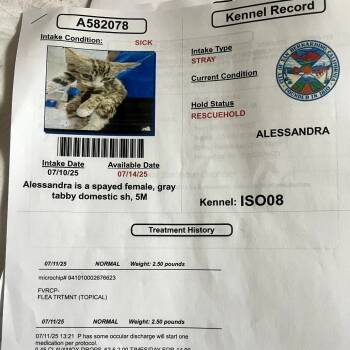 A582078
Kennel Record
Intake Condition: SICK
Intake Type
STRAY
Current Condition
Hold Status
RESCUEHOLD
ALESSANDRA
Intake Date Available Date
07/10/25 07/14/25
Alessandra is a spayed female, gray
tabby domestic sh, 5M
Kennel: ISO08
Treatment History
07/11/25 NORMAL Weight: 2.50 pounds
microchip# 041010002676623
FVRCP-
FLEA TRTMNT (TOPICAL)
07/11/25 NORMAL Weight: 2.50 pounds
07/11/25 13:21 P has some occular discharge will start one
medication per protocol.